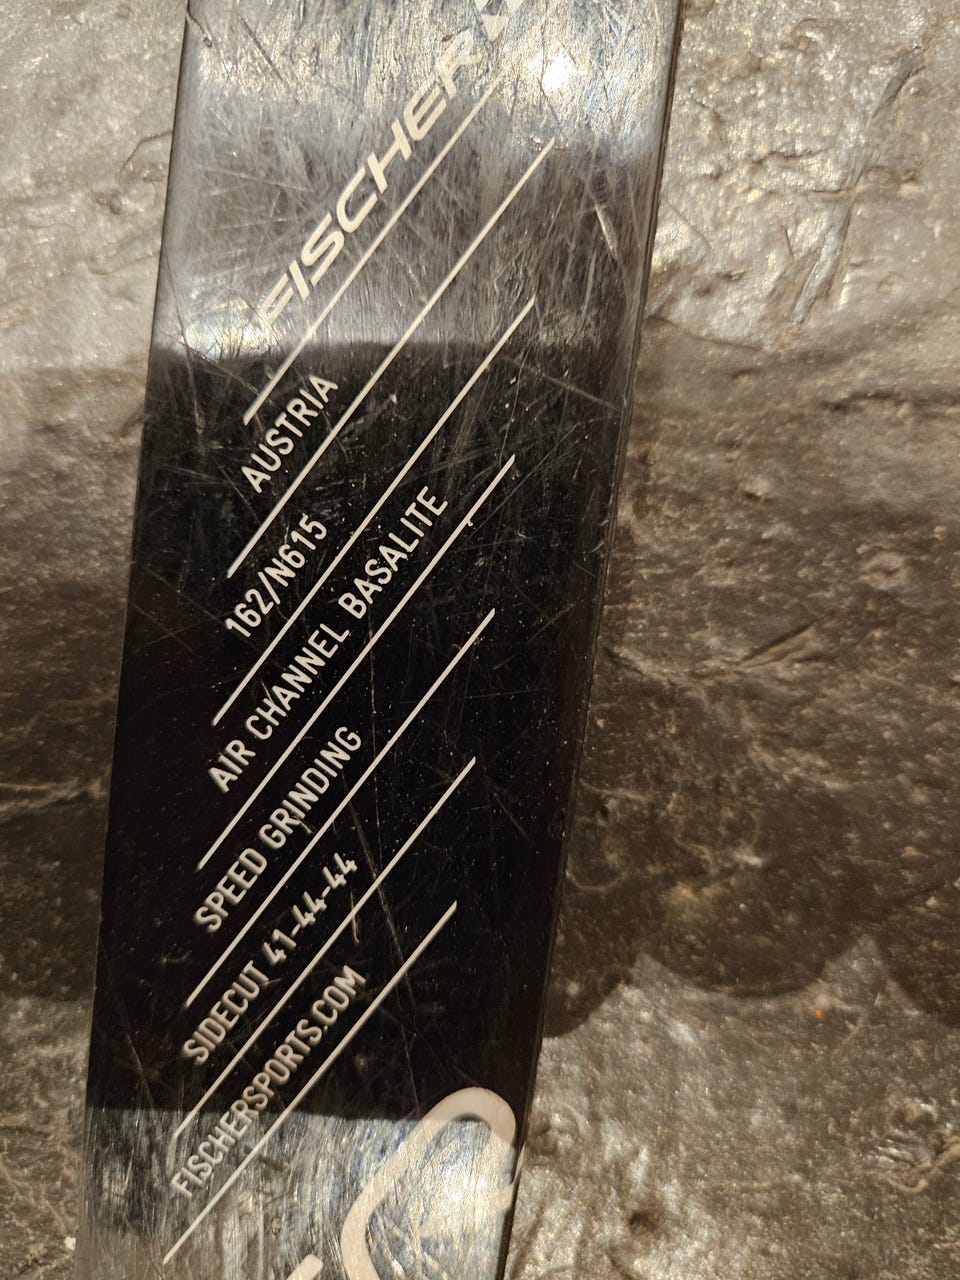 FISCHER
AUSTRIA
162/N615
AIR CHANNEL BASALITE
SPEED GRINDING
SIDECUT 41-44-44
FISCHERSPORTS.COM